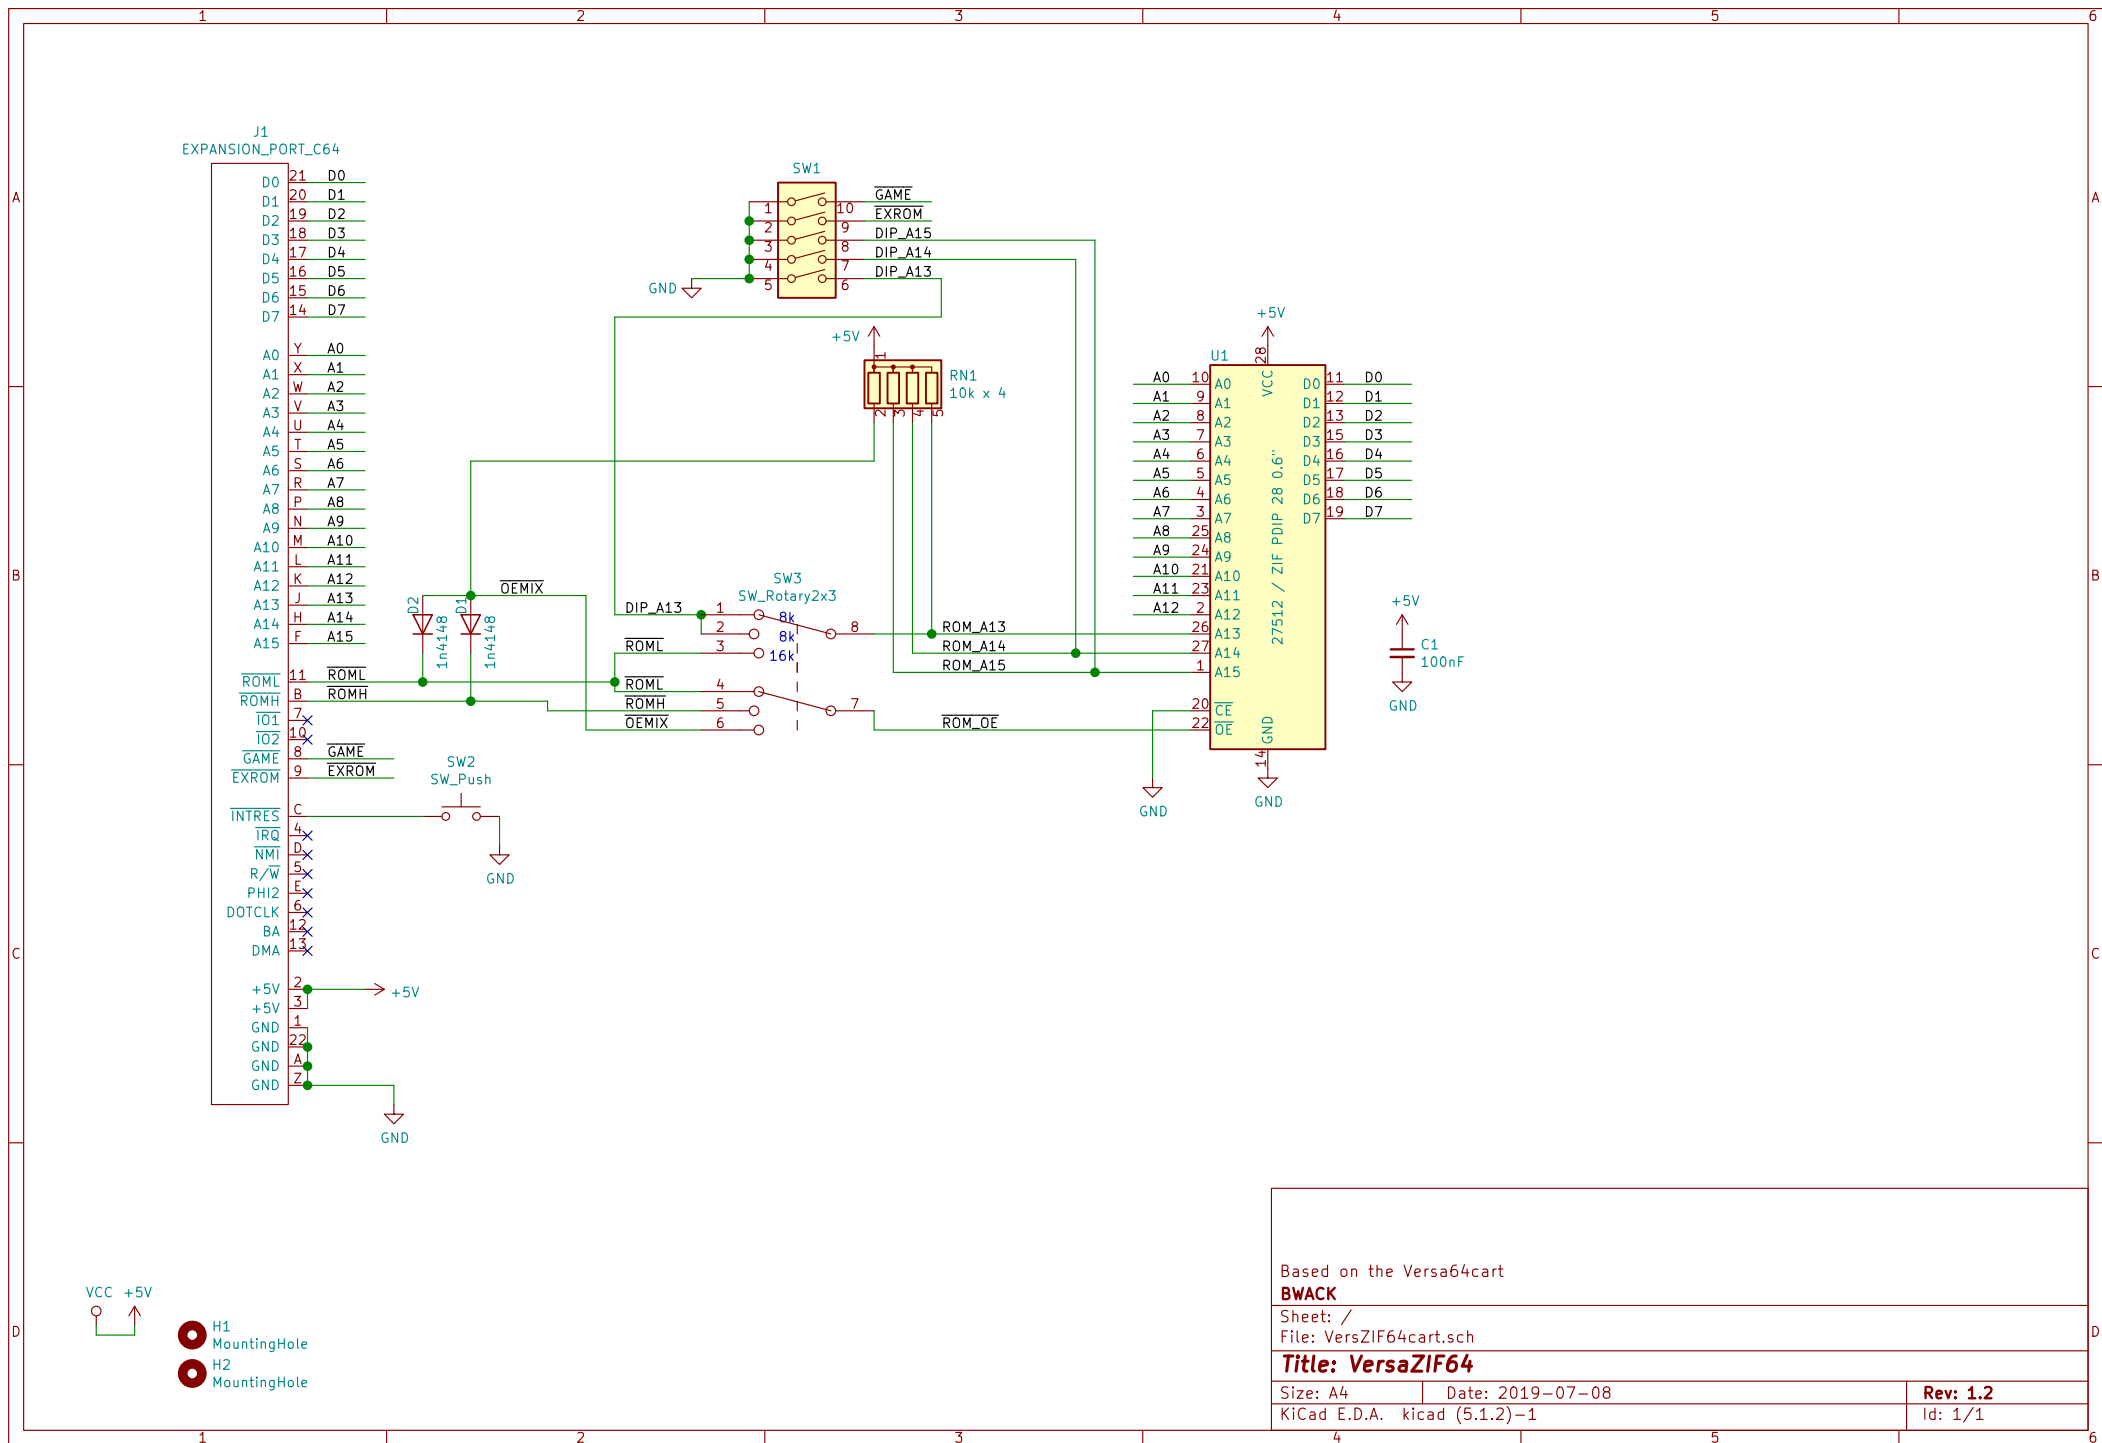 1 2 3 4 5 6
A A
B B
C C
D D
J1
EXPANSION_PORT_C64
D0 21 D0
D1 20 D1
D2 19 D2
D3 18 D3
D4 17 D4
D5 16 D5
D6 15 D6
D7 14 D7
A0 Y A0
A1 X A1
A2 W A2
A3 V A3
A4 U A4
A5 T A5
A6 S A6
A7 R A7
A8 P A8
A9 N A9
A10 M A10
A11 L A11
A12 K A12
A13 J A13
A14 H A14
A15 F A15
ROML 11 ROML
ROMH B ROMH
IO1 7
IO2 10
GAME 8 GAME
EXROM 9 EXROM
INTRES C
IRQ 4
NMI D
R/W 5
PHI2 E
DOTCLK 6
BA 12
DMA 13
+5V 2 +5V
+5V 3
GND 1
GND 22
GND A
GND Z
GND
D2 1n4148
D1 1n4148
OEMIX
SW2
SW_Push
GND
SW1
1 10 GAME
2 9 EXROM
3 8 DIP_A15
4 7 DIP_A14
5 6 DIP_A13
GND
+5V
1
RN1
10k x 4
2 3 4 5
SW3
SW_Rotary2x3
DIP_A13 1 8k
2 8k 8 ROM_A13
ROML 3 16k ROM_A14
ROM_A15
ROML 4
ROMH 5 7
OEMIX 6 ROM_OE
+5V
U1 28 VCC
27512 / ZIF PDIP 28 0.6"
A0 10 A0 D0 11 D0
A1 9 A1 D1 12 D1
A2 8 A2 D2 13 D2
A3 7 A3 D3 15 D3
A4 6 A4 D4 16 D4
A5 5 A5 D5 17 D5
A6 4 A6 D6 18 D6
A7 3 A7 D7 19 D7
A8 25 A8
A9 24 A9
A10 21 A10
A11 23 A11
A12 2 A12
26 A13
27 A14
1 A15
20 CE
22 OE
GND 14
GND
GND
+5V
C1
100nF
GND
VCC +5V
H1
MountingHole
H2
MountingHole
Based on the Versa64cart
BWACK
Sheet: /
File: VersZIF64cart.sch
Title: VersaZIF64
Size: A4 Date: 2019-07-08 Rev: 1.2
KiCad E.D.A. kicad (5.1.2)-1 Id: 1/1
1 2 3 4 5 6